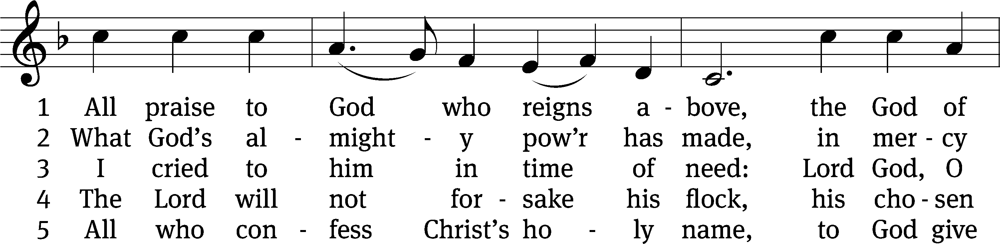 1 All praise to God who reigns a - bove, the God of
2 What God’s al - might - y pow’r has made, in mer - cy
3 I cried to him in time of need: Lord God, O
4 The Lord will not for - sake his flock, his cho - sen
5 All who con - fess Christ’s ho - ly name, to God give